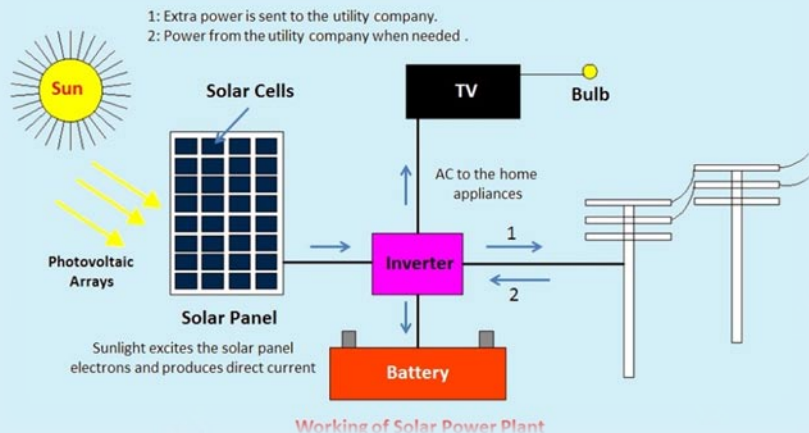 1: Extra power is sent to the utility company.
2: Power from the utility company when needed .
Sun
Solar Cells
TV
Bulb
AC to the home
appliances
Photovoltaic
Arrays
Inverter
1
2
Solar Panel
Sunlight excites the solar panel
electrons and produces direct current
Battery
Working of Solar Power Plant